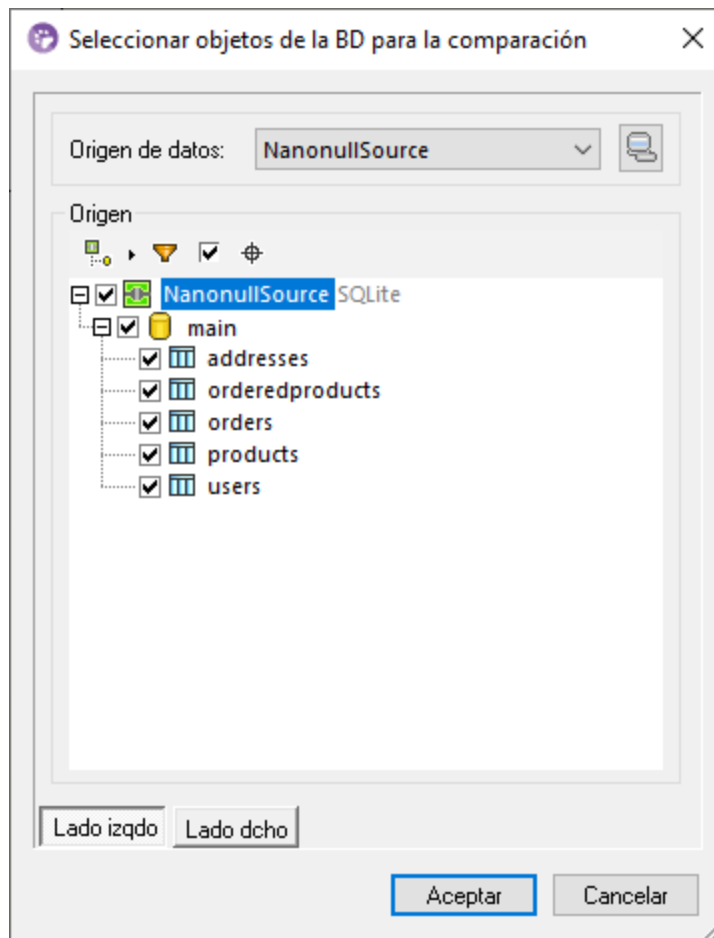 Seleccionar objetos de la BD para la comparación
Origen de datos: NanonullSource
Origen
NanonullSource SQLite
main
addresses
orderedproducts
orders
products
users
Lado izqdo Lado dcho
Aceptar Cancelar